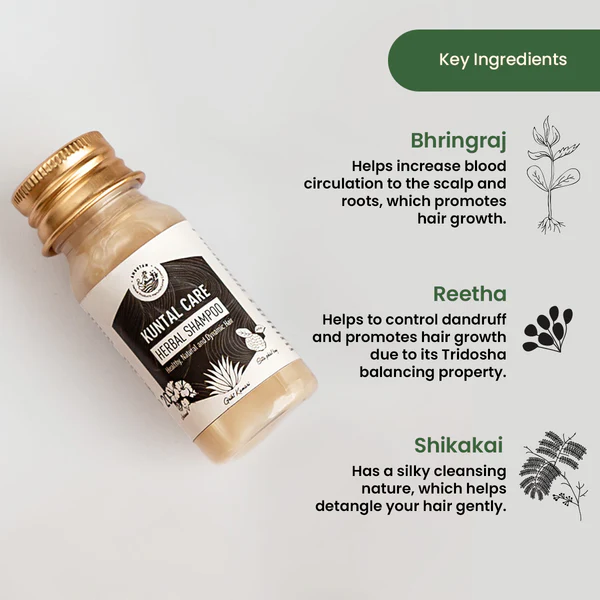 Key Ingredients
Bhringraj
Helps increase blood
circulation to the scalp and
roots, which promotes
hair growth.
Reetha
Helps to control dandruff
and promotes hair growth
due to its Tridosha
balancing property.
Shikakai
Has a silky cleansing
nature, which helps
detangle your hair gently.
KUNTAL CARE
HERBAL SHAMPOO
Healthy, Natural and Dynamic Hair